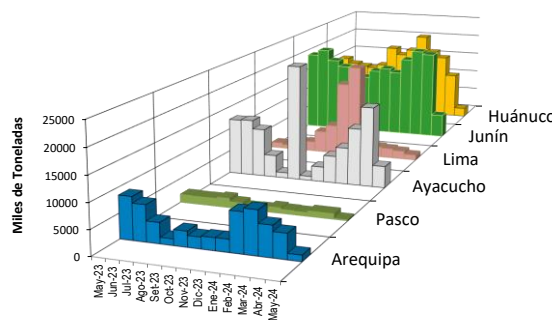 Miles de Toneladas
25000
20000
15000
10000
5000
0
May-23
Jun-23
Jul-23
Ago-23
Set-23
Oct-23
Nov-23
Dic-23
Ene-24
Feb-24
Mar-24
Abr-24
May-24
Huánuco
Junín
Lima
Ayacucho
Pasco
Arequipa